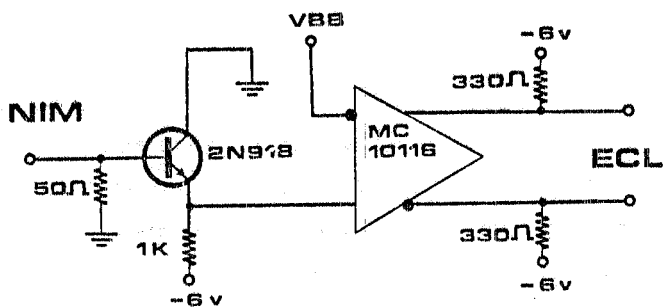 VBB
-6v
330Ω
NIM
2N918
MC
10116
ECL
50Ω
1K
-6v
330Ω
-6v